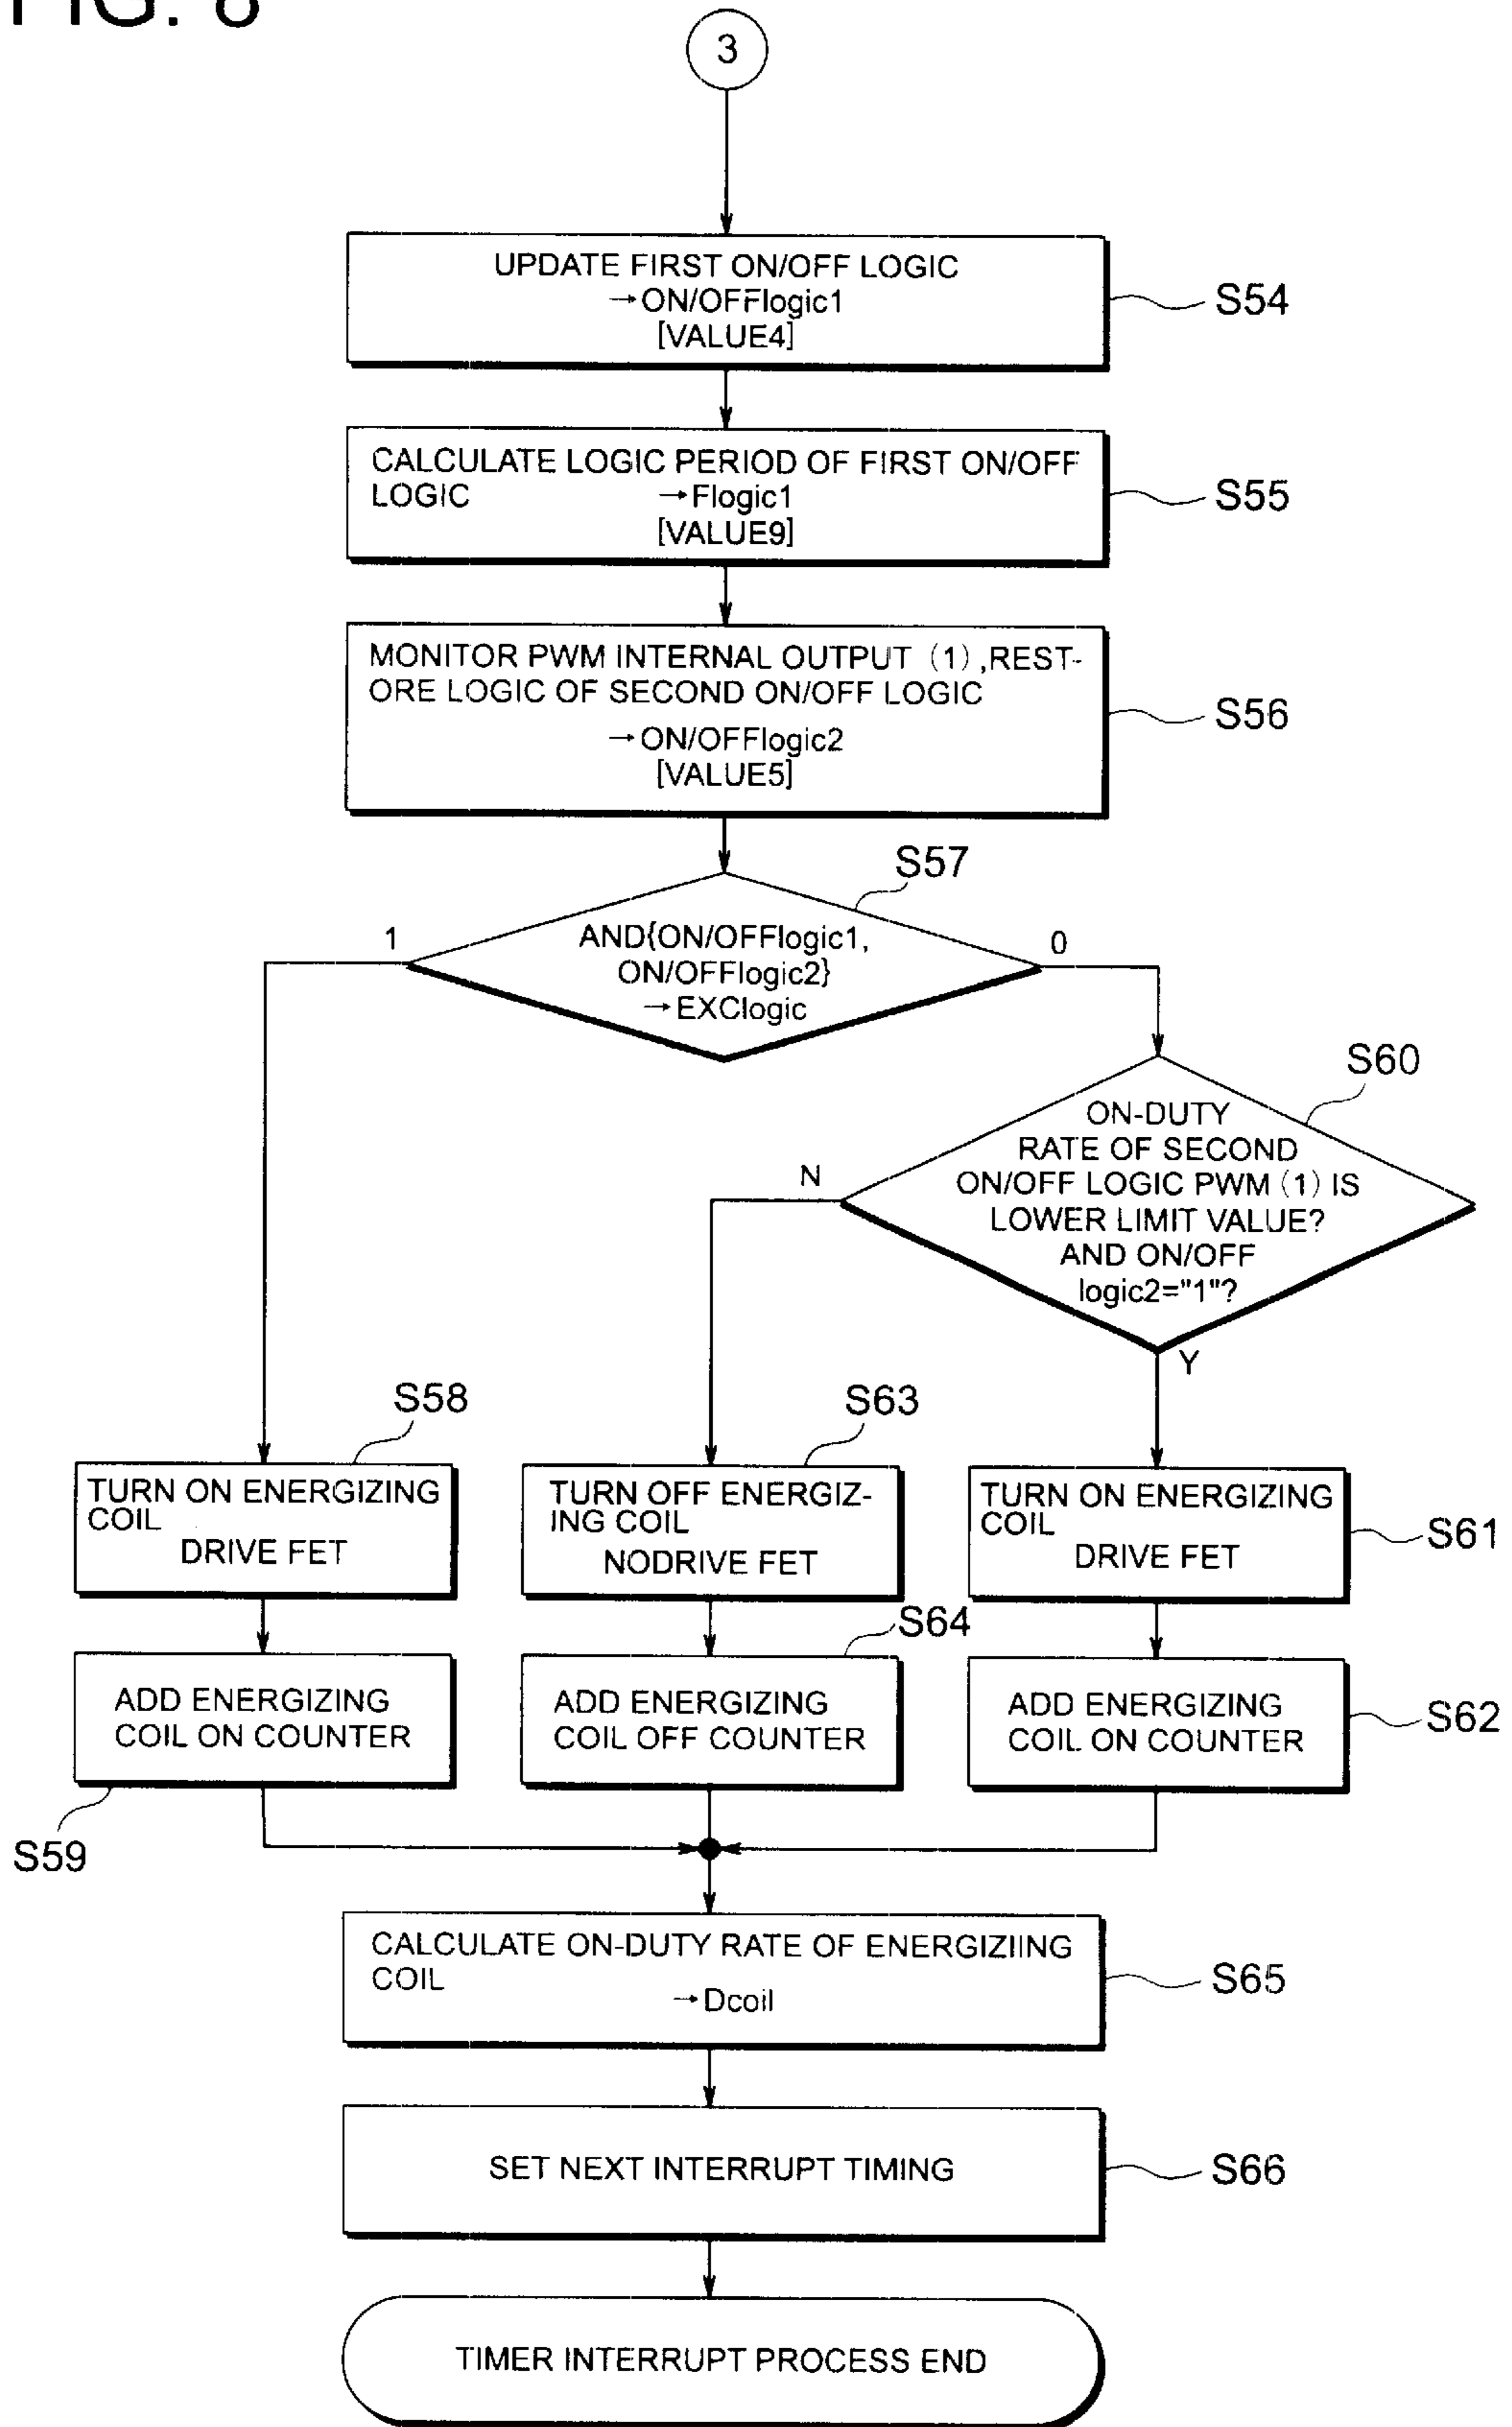 FIG. 8
3
UPDATE FIRST ON/OFF LOGIC
→ON/OFFlogic1
[VALUE4]
S54
CALCULATE LOGIC PERIOD OF FIRST ON/OFF
LOGIC →Flogic1
[VALUE9]
S55
MONITOR PWM INTERNAL OUTPUT (1),REST-
ORE LOGIC OF SECOND ON/OFF LOGIC
→ON/OFFlogic2
[VALUE5]
S56
S57
1
AND{ON/OFFlogic1,
ON/OFFlogic2}
→EXClogic
0
S60
ON-DUTY
RATE OF SECOND
ON/OFF LOGIC PWM (1) IS
LOWER LIMIT VALUE?
AND ON/OFF
logic2="1"?
N
Y
S58
TURN ON ENERGIZING
COIL
DRIVE FET
S63
TURN OFF ENERGIZ-
ING COIL
NODRIVE FET
TURN ON ENERGIZING
COIL
DRIVE FET
S61
ADD ENERGIZING
COIL ON COUNTER
S59
S64
ADD ENERGIZING
COIL OFF COUNTER
ADD ENERGIZING
COIL ON COUNTER
S62
CALCULATE ON-DUTY RATE OF ENERGIZIING
COIL
→Dcoil
S65
SET NEXT INTERRUPT TIMING
S66
TIMER INTERRUPT PROCESS END